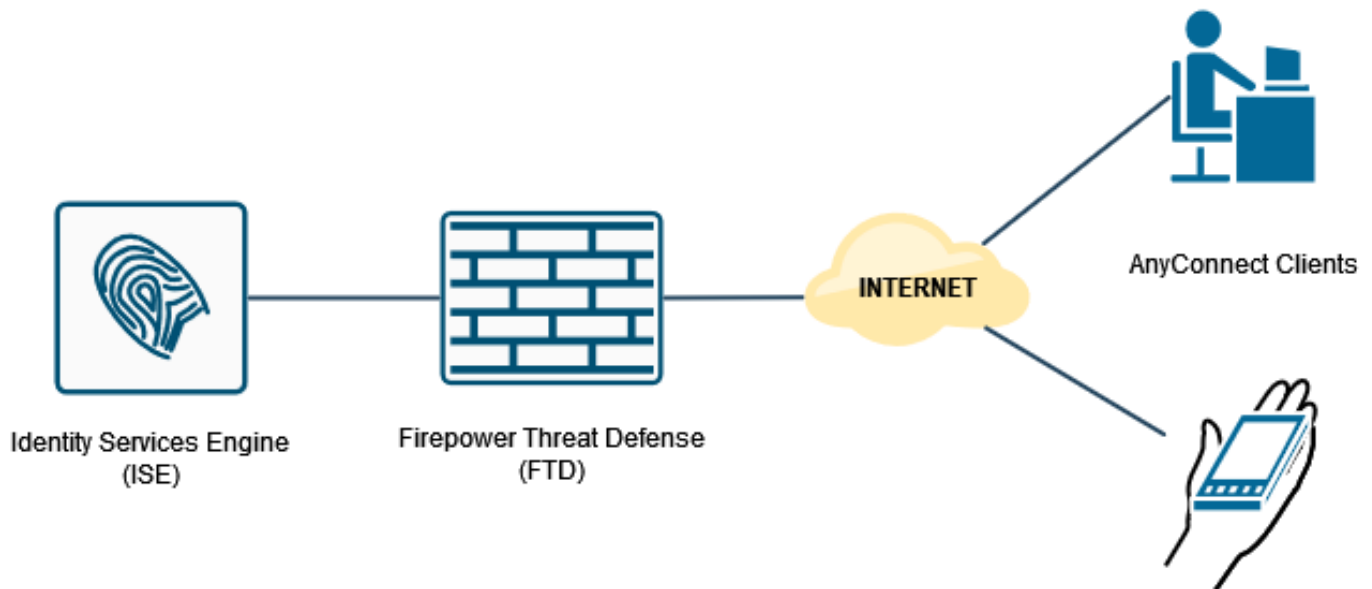 AnyConnect Clients
INTERNET
Identity Services Engine
(ISE)
Firepower Threat Defense
(FTD)